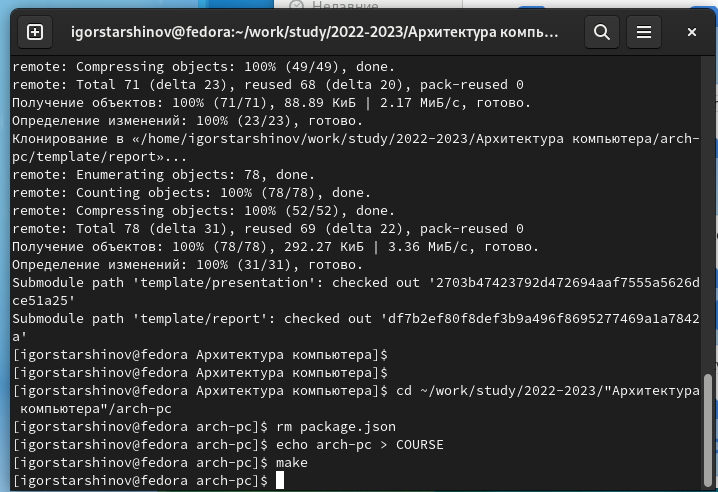 Недавние
igorstarshinov@fedora:~/work/study/2022-2023/Архитектура компь…
remote: Compressing objects: 100% (49/49), done.
remote: Total 71 (delta 23), reused 68 (delta 20), pack-reused 0
Получение объектов: 100% (71/71), 88.89 КиБ | 2.17 МиБ/с, готово.
Определение изменений: 100% (23/23), готово.
Клонирование в «/home/igorstarshinov/work/study/2022-2023/Архитектура компьютера/arch-
pc/template/report»...
remote: Enumerating objects: 78, done.
remote: Counting objects: 100% (78/78), done.
remote: Compressing objects: 100% (52/52), done.
remote: Total 78 (delta 31), reused 69 (delta 22), pack-reused 0
Получение объектов: 100% (78/78), 292.27 КиБ | 3.36 МиБ/с, готово.
Определение изменений: 100% (31/31), готово.
Submodule path 'template/presentation': checked out '2703b47423792d472694aaf7555a5626d
ce51a25'
Submodule path 'template/report': checked out 'df7b2ef80f8def3b9a496f8695277469a1a7842
a'
[igorstarshinov@fedora Архитектура компьютера]$
[igorstarshinov@fedora Архитектура компьютера]$
[igorstarshinov@fedora Архитектура компьютера]$ cd ~/work/study/2022-2023/"Архитектура
компьютера"/arch-pc
[igorstarshinov@fedora arch-pc]$ rm package.json
[igorstarshinov@fedora arch-pc]$ echo arch-pc > COURSE
[igorstarshinov@fedora arch-pc]$ make
[igorstarshinov@fedora arch-pc]$